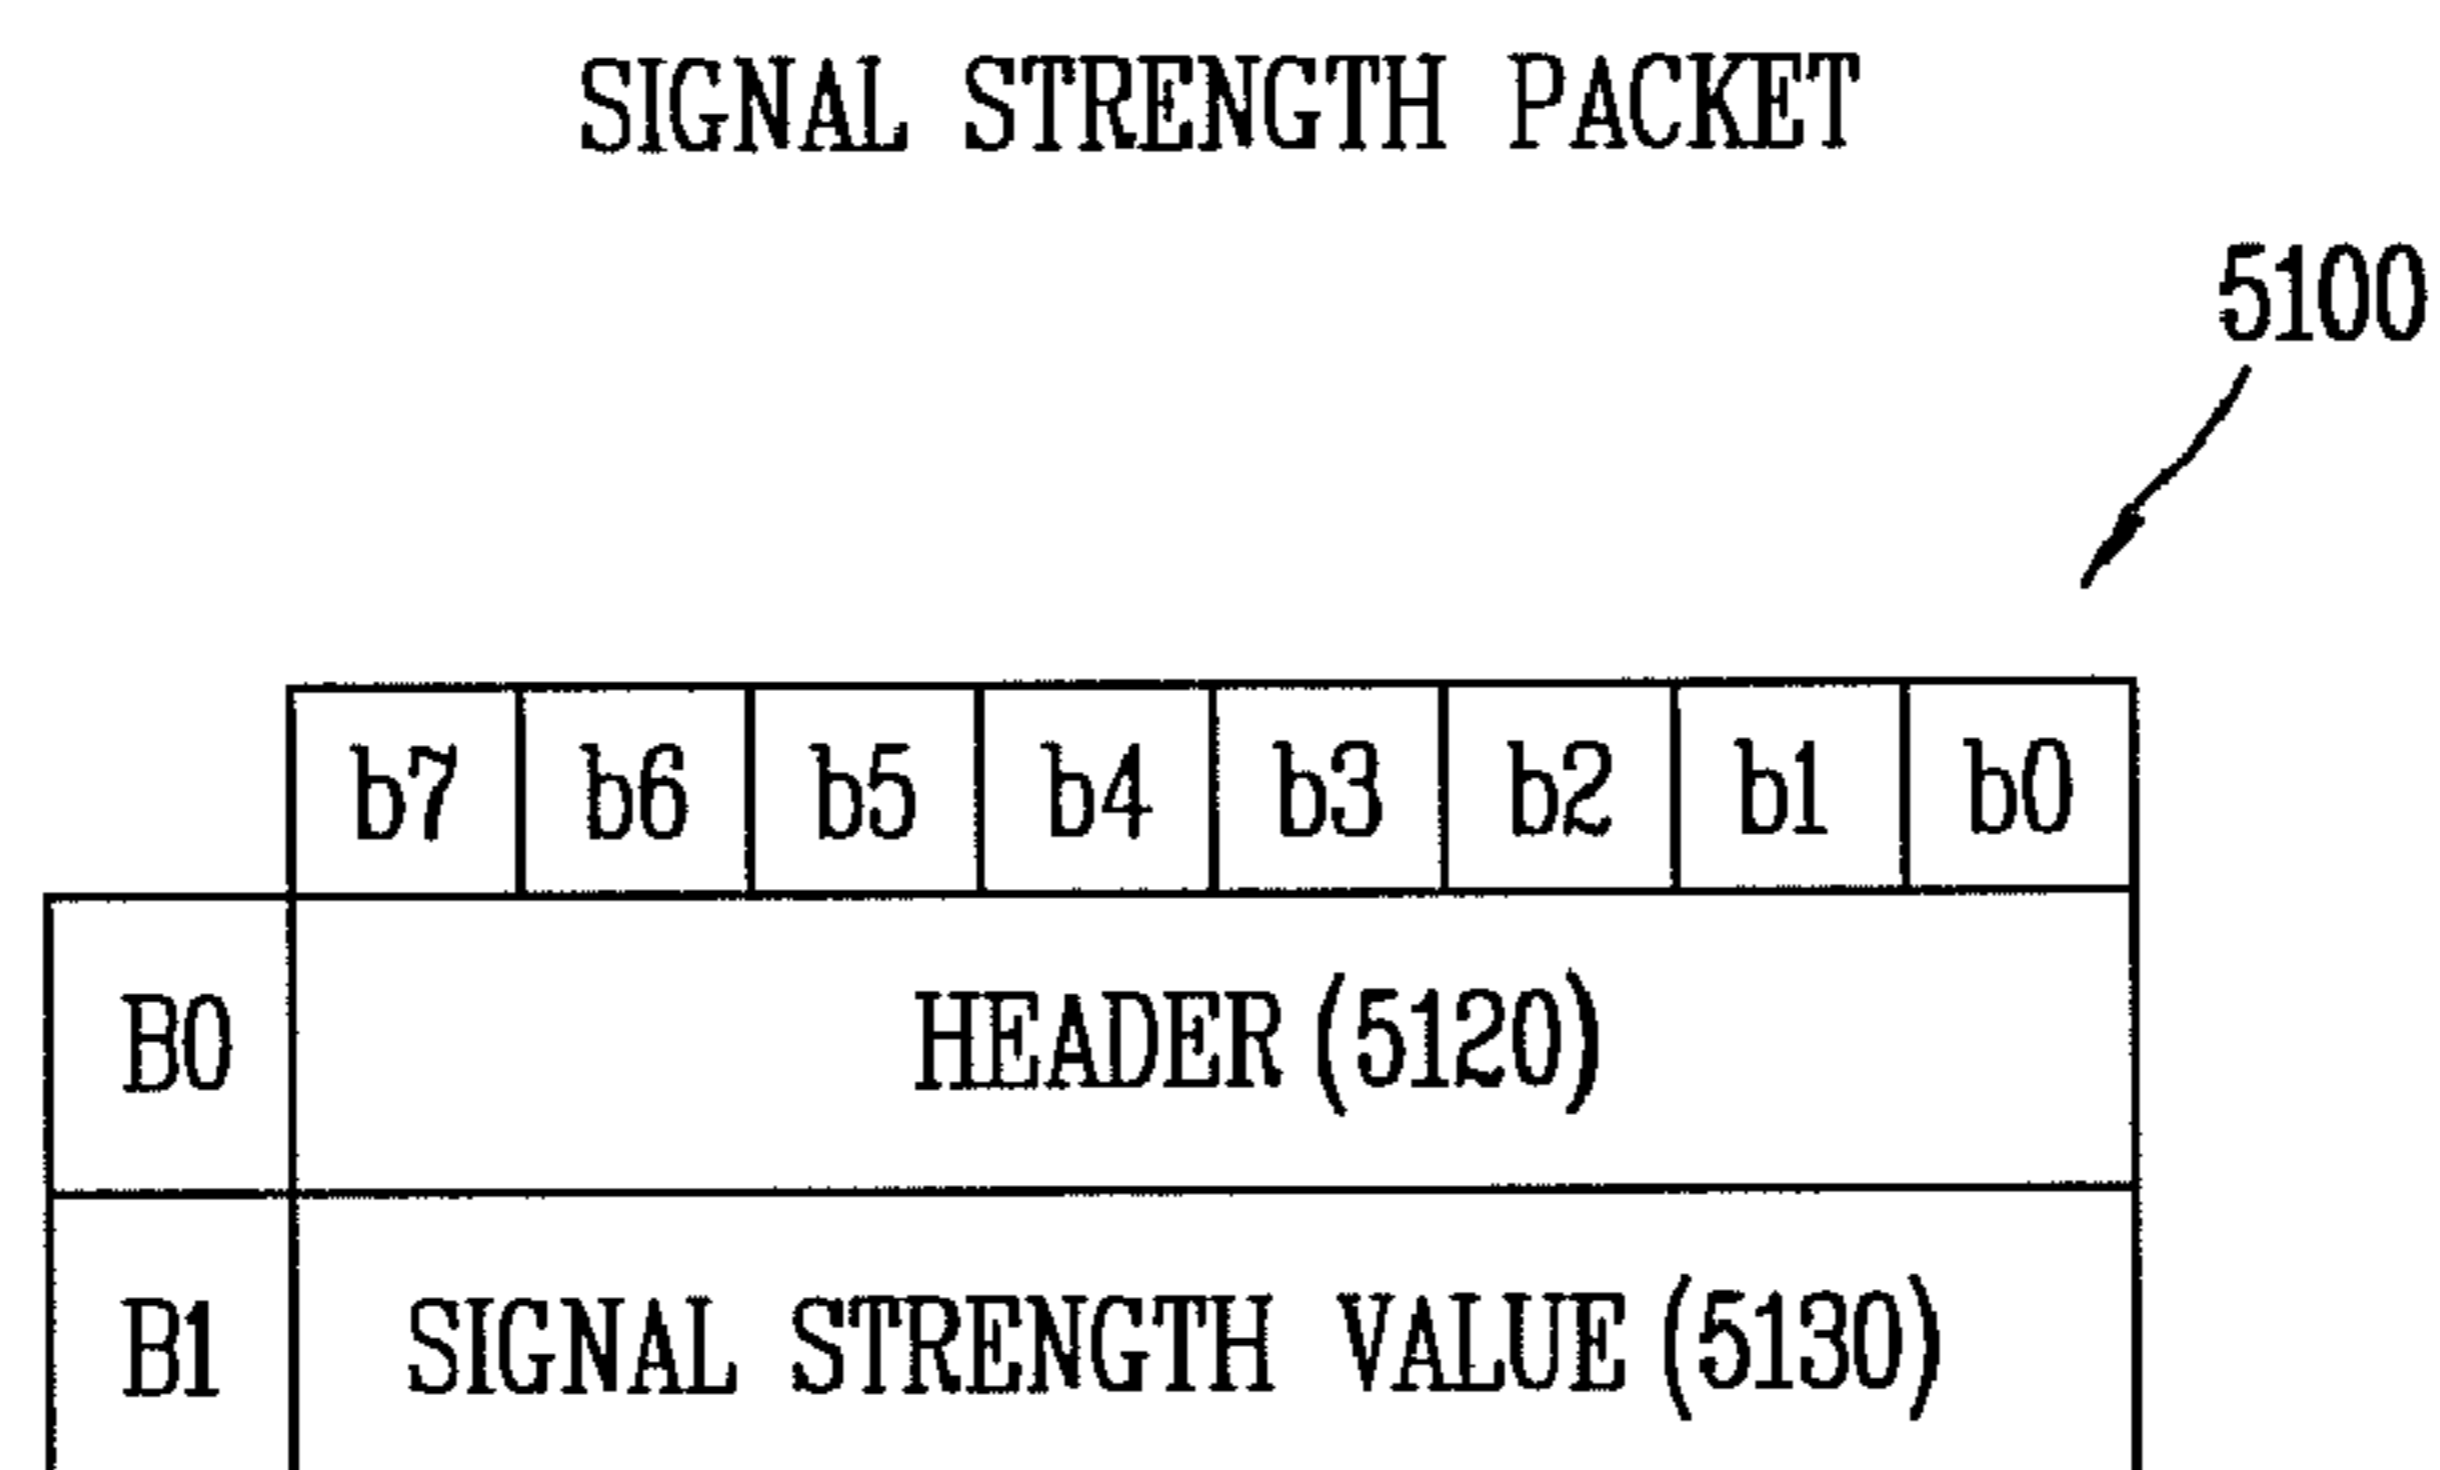 SIGNAL STRENGTH PACKET
5100
b7 b6 b5 b4 b3 b2 b1 b0
B0 HEADER (5120)
B1 SIGNAL STRENGTH VALUE (5130)